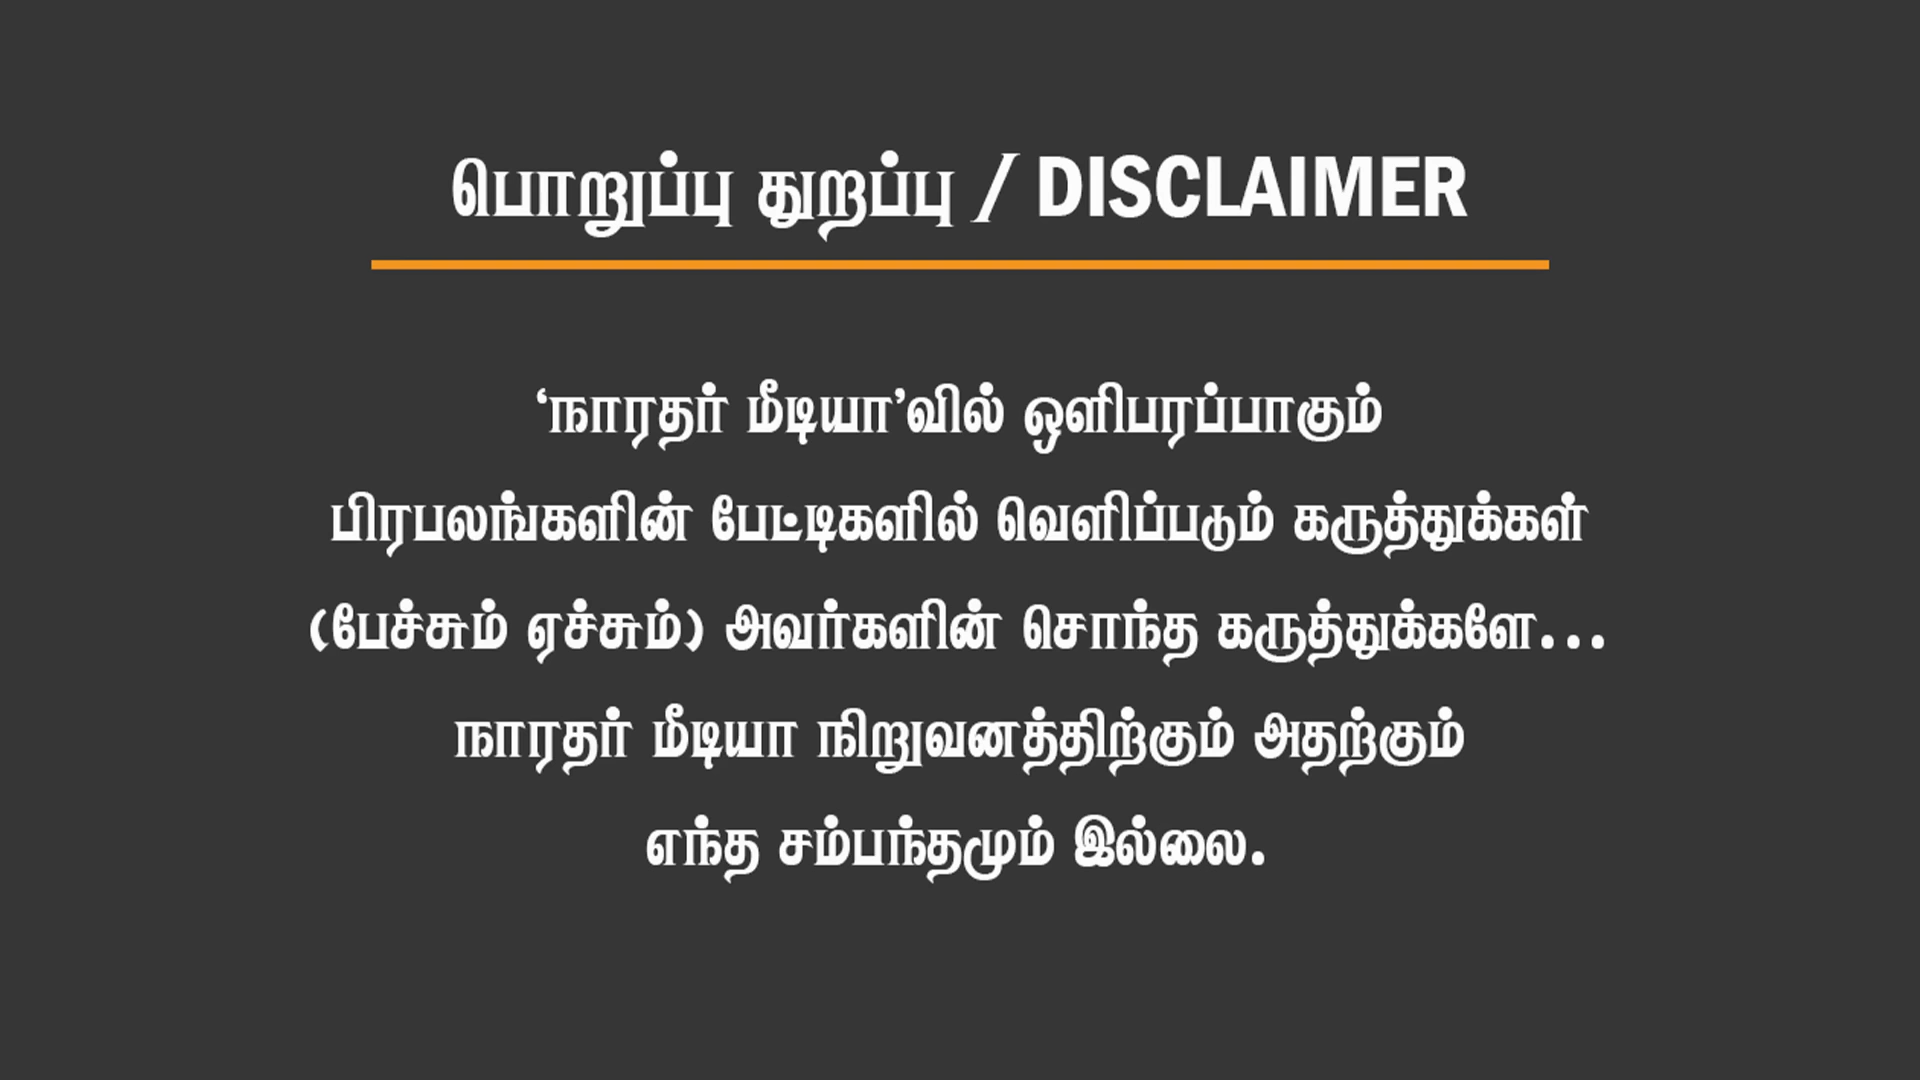 பொறுப்பு துறப்பு / DISCLAIMER
‘நாரதர் மீடியா’வில் ஒளிபரப்பாகும்
பிரபலங்களின் பேட்டிகளில் வெளிப்படும் கருத்துக்கள்
(பேச்சும் ஏச்சும்) அவர்களின் சொந்த கருத்துக்களே...
நாரதர் மீடியா நிறுவனத்திற்கும் அதற்கும்
எந்த சம்பந்தமும் இல்லை.